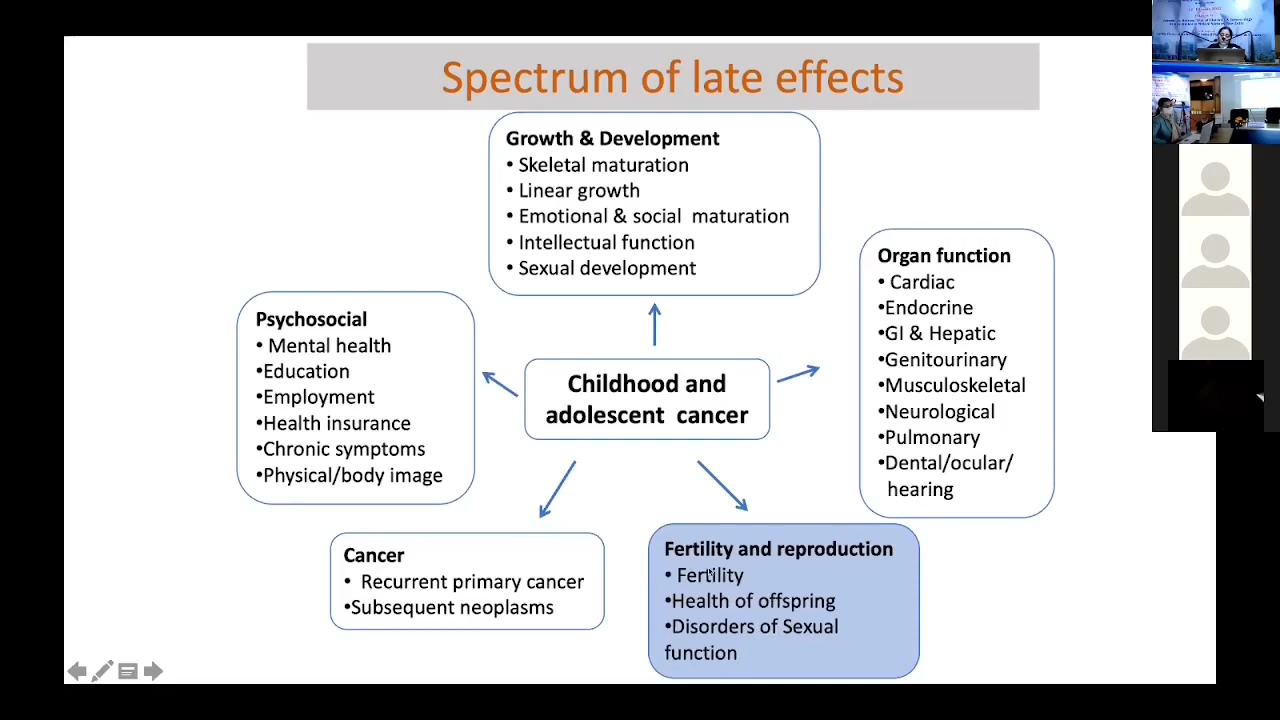 Spectrum of late effects
Growth & Development
• Skeletal maturation
• Linear growth
• Emotional & social maturation
• Intellectual function
• Sexual development
Organ function
• Cardiac
•Endocrine
•GI & Hepatic
•Genitourinary
•Musculoskeletal
•Neurological
•Pulmonary
•Dental/ocular/
hearing
Psychosocial
• Mental health
•Education
•Employment
•Health insurance
•Chronic symptoms
•Physical/body image
Childhood and
adolescent cancer
Cancer
• Recurrent primary cancer
•Subsequent neoplasms
Fertility and reproduction
• Fertility
•Health of offspring
•Disorders of Sexual
function